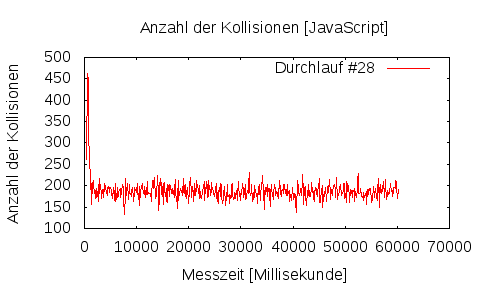 Anzahl der Kollisionen [JavaScript]
Durchlauf #28
Anzahl der Kollisionen
500
450
400
350
300
250
200
150
100
0 10000 20000 30000 40000 50000 60000 70000
Messzeit [Millisekunde]